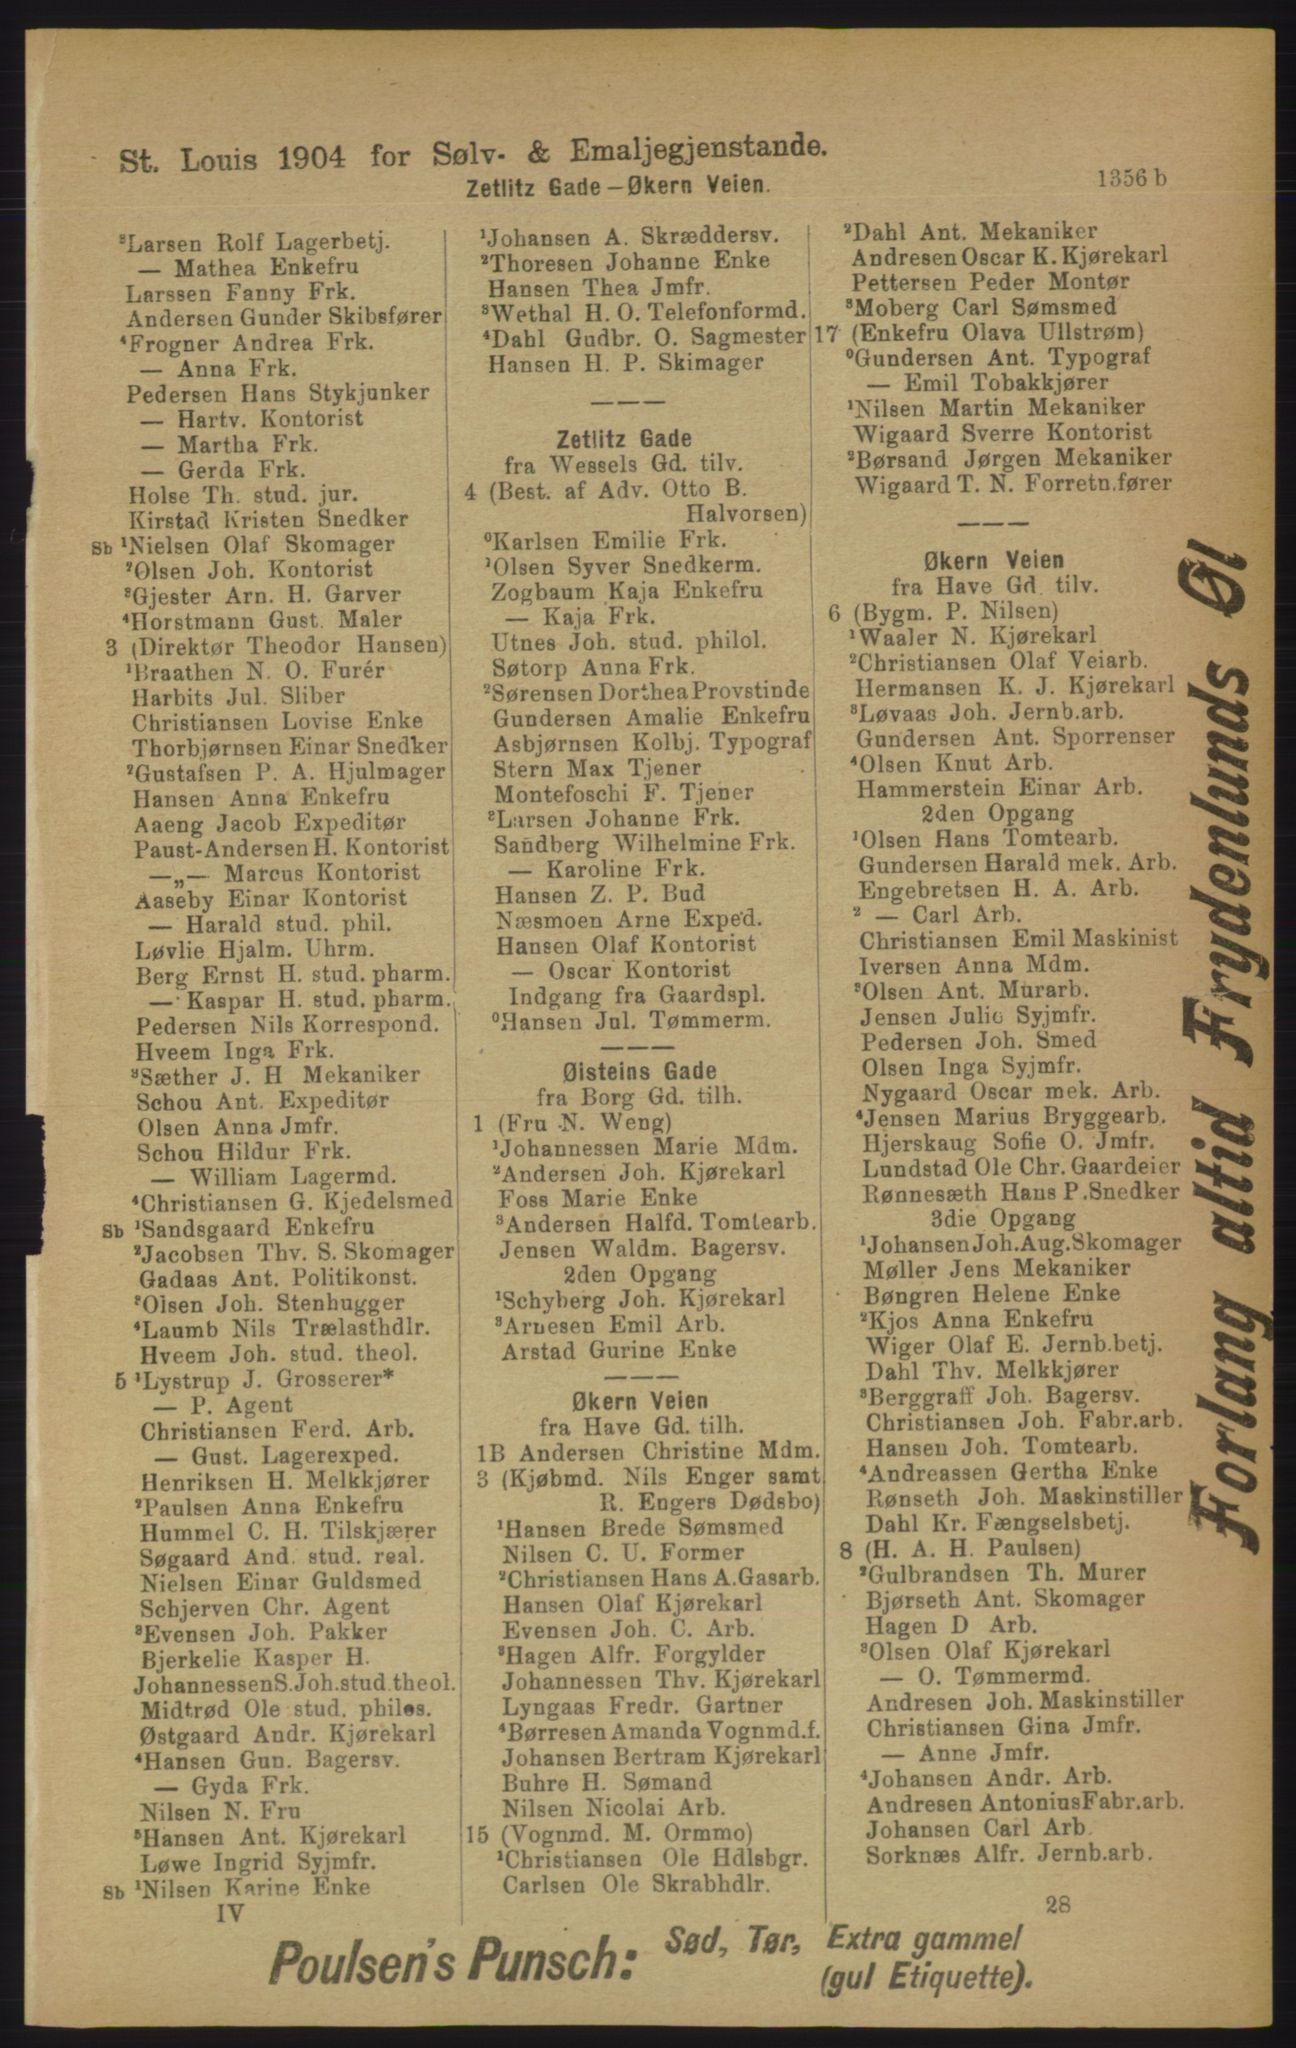 St. Louis 1904 for Sølv- & Emaljegjenstande.
Zetlitz Gade—Økern Veien.
1356 b
³Larsen Rolf Lagerbetj.
— Mathea Enkefru
Larssen Fanny Frk.
Andersen Gunder Skibsfører
⁴Frogner Andrea Frk.
— Anna Frk.
Pedersen Hans Stykjunker
— Hartv. Kontorist
— Martha Frk.
— Gerda Frk.
Holse Th. stud. jur.
Kirstad Kristen Snedker
Sb ¹Nielsen Olaf Skomager
²Olsen Joh. Kontorist
³Gjester Arn. H. Garver
⁴Horstmann Gust. Maler
3 (Direktør Theodor Hansen)
¹Braathen N. O. Furér
Harbits Jul. Sliber
Christiansen Lovise Enke
Thorbjørnsen Einar Snedker
²Gustafsen P. A. Hjulmager
Hansen Anna Enkefru
Aaeng Jacob Expeditør
Paust-Andersen H. Kontorist
—„— Marcus Kontorist
Aaseby Einar Kontorist
— Harald stud. phil.
Løvlie Hjalm. Uhrm.
Berg Ernst H. stud. pharm.
— Kaspar H. stud. pharm.
Pedersen Nils Korrespond.
Hveem Inga Frk.
³Sæther J. H Mekaniker
Schou Ant. Expeditør
Olsen Anna Jmfr.
Schou Hildur Frk.
— William Lagermd.
⁴Christiansen G. Kjedelsmed
Sb ¹Sandsgaard Enkefru
²Jacobsen Thv. S. Skomager
Gadaas Ant. Politikonst.
³Olsen Joh. Stenhugger
⁴Laumb Nils Trælasthdlr.
Hveem Joh. stud. theol.
5 ¹Lystrup J. Grosserer*
— P. Agent
Christiansen Ferd. Arb.
— Gust. Lagerexped.
Henriksen H. Melkkjører
²Paulsen Anna Enkefru
Hummel C. H. Tilskjærer
Søgaard And. stud. real.
Nielsen Einar Guldsmed
Schjerven Chr. Agent
³Evensen Joh. Pakker
Bjerkelie Kasper H.
Johannessen S. Joh. stud. theol.
Midtrød Ole stud. philos.
Østgaard Andr. Kjørekarl
⁴Hansen Gun. Bagersv.
— Gyda Frk.
Nilsen N. Fru
⁵Hansen Ant. Kjørekarl
Løwe Ingrid Syjmfr.
Sb ¹Nilsen Karine Enke
IV
¹Johansen A. Skræddersv.
²Thoresen Johanne Enke
Hansen Thea Jmfr.
³Wethal H. O. Telefonformd.
⁴Dahl Gudbr. O. Sagmester
Hansen H. P. Skimager
———
Zetlitz Gade
fra Wessels Gd. tilv.
4 (Best. af Adv. Otto B.
Halvorsen)
⁰Karlsen Emilie Frk.
¹Olsen Syver Snedkerm.
Zogbaum Kaja Enkefru
— Kaja Frk.
Utnes Joh. stud. philol.
Søtorp Anna Frk.
²Sørensen Dorthea Provstinde
Gundersen Amalie Enkefru
Asbjørnsen Kolbj. Typograf
Stern Max Tjener
Montefoschi F. Tjener
³Larsen Johanne Frk.
Sandberg Wilhelmine Frk.
— Karoline Frk.
Hansen Z. P. Bud
Næsmoen Arne Exped.
Hansen Olaf Kontorist
— Oscar Kontorist
Indgang fra Gaardspl.
⁰Hansen Jul. Tømmerm.
———
Øisteins Gade
fra Borg Gd. tilh.
1 (Fru N. Weng)
¹Johannessen Marie Mdm.
²Andersen Joh. Kjørekarl
Foss Marie Enke
³Andersen Halfd. Tomtearb.
Jensen Waldm. Bagersv.
2den Opgang
¹Schyberg Joh. Kjørekarl
³Arnesen Emil Arb.
Arstad Gurine Enke
———
Økern Veien
fra Have Gd. tilh.
1B Andersen Christine Mdm.
3 (Kjøbmd. Nils Enger samt
R. Engers Dødsbo)
¹Hansen Brede Sømsmed
Nilsen C. U. Former
²Christiansen Hans A. Gasarb.
Hansen Olaf Kjørekarl
Evensen Joh. C. Arb.
³Hagen Alfr. Forgylder
Johannessen Thv. Kjørekarl
Lyngaas Fredr. Gartner
⁴Børresen Amanda Vognmd.f.
Johansen Bertram Kjørekarl
Buhre H. Sømand
Nilsen Nicolai Arb.
15 (Vognmd. M. Ormmo)
¹Christiansen Ole Hdlsbgr.
Carlsen Ole Skrabhdlr.
²Dahl Ant. Mekaniker
Andresen Oscar K. Kjørekarl
Pettersen Peder Montør
³Moberg Carl Sømsmed
17 (Enkefru Olava Ullstrøm)
⁰Gundersen Ant. Typograf
— Emil Tobakkjører
¹Nilsen Martin Mekaniker
Wigaard Sverre Kontorist
²Børsand Jørgen Mekaniker
Wigaard T. N. Forretn.fører
———
Økern Veien
fra Have Gd. tilv.
6 (Bygm. P. Nilsen)
¹Waaler N. Kjørekarl
²Christiansen Olaf Veiarb.
Hermansen K. J. Kjørekarl
³Løvaas Joh. Jernb.arb.
Gundersen Ant. Sporrenser
⁴Olsen Knut Arb.
Hammerstein Einar Arb.
2den Opgang
¹Olsen Hans Tomtearb.
Gundersen Harald mek. Arb.
Engebretsen H. A. Arb.
² — Carl Arb.
Christiansen Emil Maskinist
Iversen Anna Mdm.
³Olsen Ant. Murarb.
Jensen Julie Syjmfr.
Pedersen Joh. Smed
Olsen Inga Syjmfr.
Nygaard Oscar mek. Arb.
⁴Jensen Marius Bryggearb.
Hjerskaug Sofie O. Jmfr.
Lundstad Ole Chr. Gaardeier
Rønnesæth Hans P. Snedker
3die Opgang
¹Johansen Joh. Aug. Skomager
Møller Jens Mekaniker
Bøngren Helene Enke
²Kjos Anna Enkefru
Wiger Olaf E. Jernb.betj.
Dahl Thv. Melkkjører
³Berggraff Joh. Bagersv.
Christiansen Joh. Fabr.arb.
Hansen Joh. Tomtearb.
⁴Andreassen Gertha Enke
Rønseth Joh. Maskinstiller
Dahl Kr. Fængselsbetj.
8 (H. A. H. Paulsen)
²Gulbrandsen Th. Murer
Bjørseth Ant. Skomager
Hagen D Arb.
³Olsen Olaf Kjørekarl
— O. Tømmermd.
Andresen Joh. Maskinstiller
Christiansen Gina Jmfr.
— Anne Jmfr.
⁴Johansen Andr. Arb.
Andresen Antonius Fabr.arb.
Johansen Carl Arb.
Sorknæs Alfr. Jernb.arb.
28
Forlang altid Frydenlunds Øl
Poulsen's Punsch: Sød, Tør, Extra gammel
(gul Etiquette).